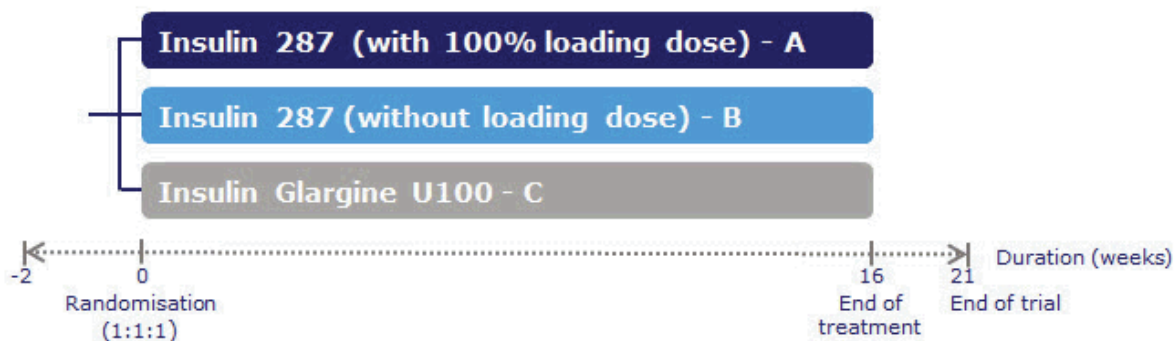 Insulin 287 (with 100% loading dose) - A
Insulin 287 (without loading dose) - B
Insulin Glargine U100 - C
Duration (weeks)
-2 0 16 21
Randomisation
(1:1:1)
End of
treatment
End of trial